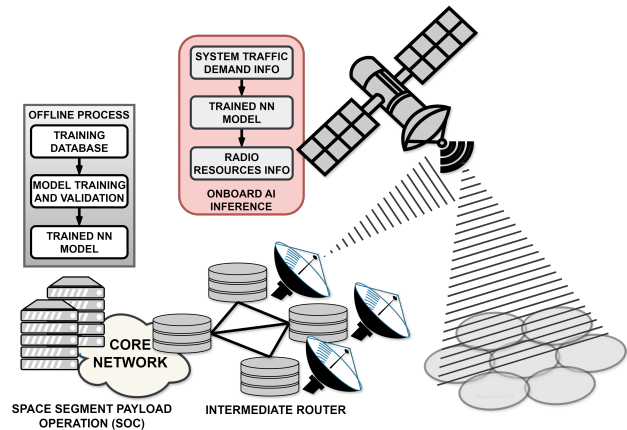 SYSTEM TRAFFIC
DEMAND INFO
TRAINED NN
MODEL
RADIO
RESOURCES INFO
ONBOARD AI
INFERENCE
OFFLINE PROCESS
TRAINING
DATABASE
MODEL TRAINING
AND VALIDATION
TRAINED NN
MODEL
CORE
NETWORK
SPACE SEGMENT PAYLOAD
OPERATION (SOC)
INTERMEDIATE ROUTER